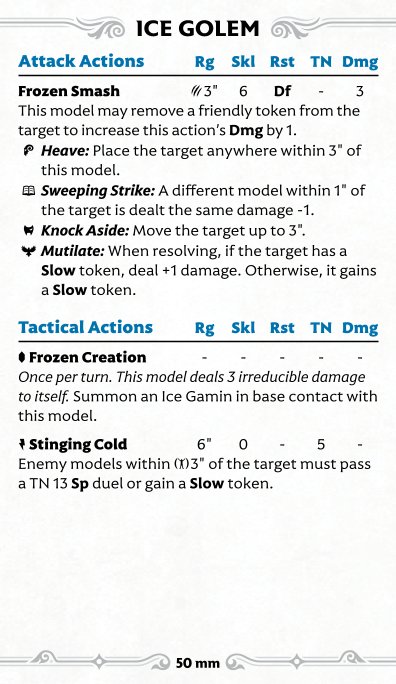 ICE GOLEM
Attack Actions Rg Skl Rst TN Dmg
Frozen Smash 3" 6 Df - 3
This model may remove a friendly token from the
target to increase this action's Dmg by 1.
Heave: Place the target anywhere within 3" of
this model.
Sweeping Strike: A different model within 1" of
the target is dealt the same damage -1.
Knock Aside: Move the target up to 3".
Mutilate: When resolving, if the target has a
Slow token, deal +1 damage. Otherwise, it gains
a Slow token.
Tactical Actions Rg Skl Rst TN Dmg
Frozen Creation - - - - -
Once per turn. This model deals 3 irreducible damage
to itself. Summon an Ice Gamin in base contact with
this model.
Stinging Cold 6" 0 - 5 -
Enemy models within 3" of the target must pass
a TN 13 Sp duel or gain a Slow token.
50 mm